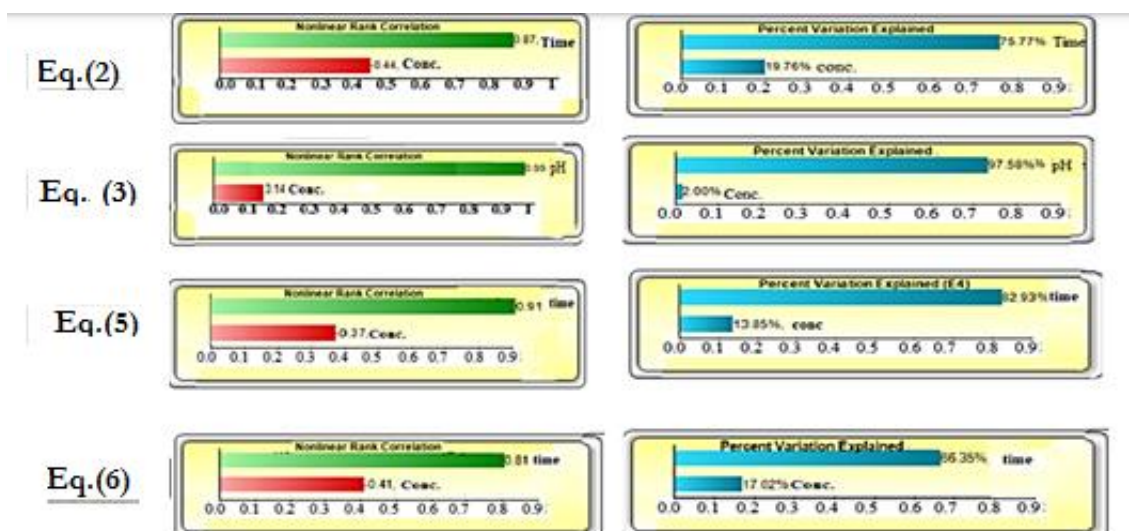 Nonlinear Rank Correlation
0.87, Time
-0.44, Conc.
0.0 0.1 0.2 0.3 0.4 0.5 0.6 0.7 0.8 0.9 1
Percent Variation Explained
75.77% Time
19.76% conc.
0.0 0.1 0.2 0.3 0.4 0.5 0.6 0.7 0.8 0.9
Eq.(2)
Nonlinear Rank Correlation
pH
0.14 Conc.
0.0 0.1 0.2 0.3 0.4 0.5 0.6 0.7 0.8 0.9 1
Percent Variation Explained
97.58%% pH
2.00% Conc.
0.0 0.1 0.2 0.3 0.4 0.5 0.6 0.7 0.8 0.9
Eq. (3)
Nonlinear Rank Correlation
0.91 time
-0.37, Conc.
0.0 0.1 0.2 0.3 0.4 0.5 0.6 0.7 0.8 0.9
Percent Variation Explained (E4)
82.93% time
13.85%, conc
0.0 0.1 0.2 0.3 0.4 0.5 0.6 0.7 0.8 0.9
Eq.(5)
Nonlinear Rank Correlation
0.81 time
-0.41, Conc.
0.0 0.1 0.2 0.3 0.4 0.5 0.6 0.7 0.8 0.9
Percent Variation Explained
66.35% time
17.02% Conc.
0.0 0.1 0.2 0.3 0.4 0.5 0.6 0.7 0.8 0.9
Eq.(6)